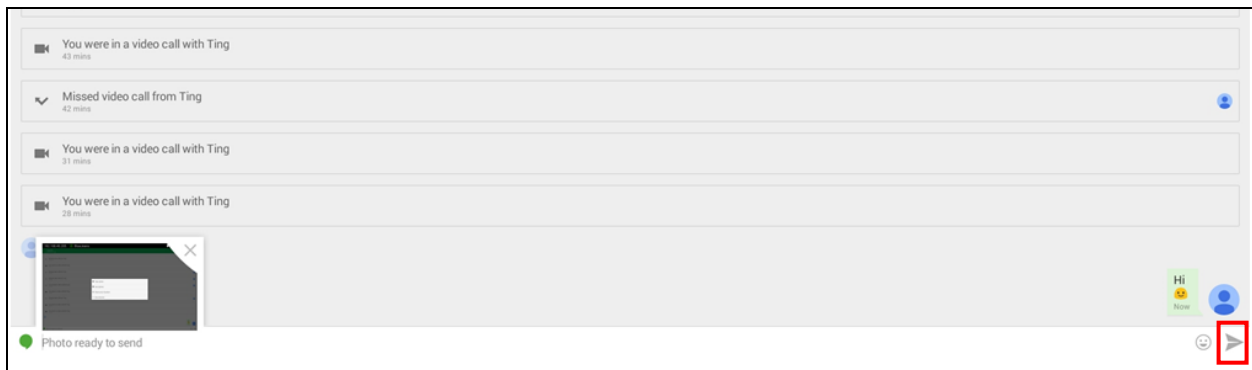 You were in a video call with Ting
43 mins
Missed video call from Ting
42 mins
You were in a video call with Ting
31 mins
You were in a video call with Ting
28 mins
Hi
Now
Photo ready to send